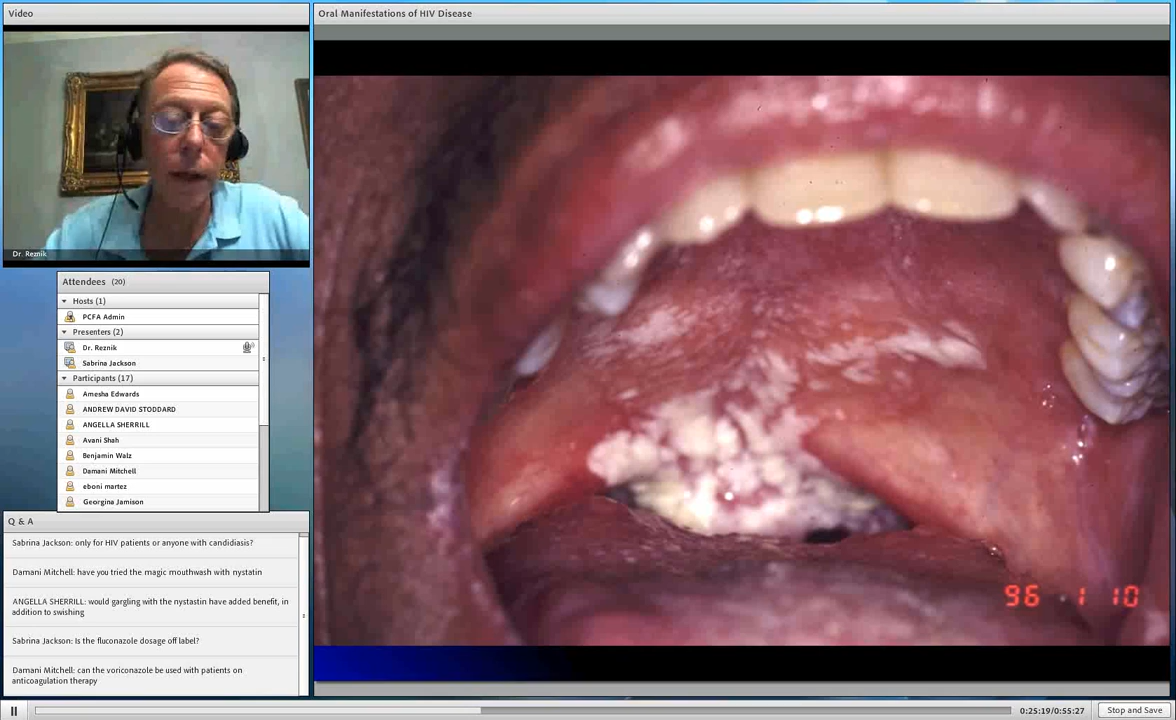 Video
Dr. Reznik
Attendees (20)
Hosts (1)
PCFA Admin
Presenters (2)
Dr. Reznik
Sabrina Jackson
Participants (17)
Amesha Edwards
ANDREW DAVID STODDARD
ANGELLA SHERRILL
Avani Shah
Benjamin Walz
Damani Mitchell
eboni martez
Georgina Jamison
Q & A
Sabrina Jackson: only for HIV patients or anyone with candidiasis?
Damani Mitchell: have you tried the magic mouthwash with nystatin
ANGELLA SHERRILL: would gargling with the nystastin have added benefit, in
addition to swishing
Sabrina Jackson: Is the fluconazole dosage off label?
Damani Mitchell: can the voriconazole be used with patients on
anticoagulation therapy
Oral Manifestations of HIV Disease
96 1 10
0:25:19/0:55:27
Stop and Save